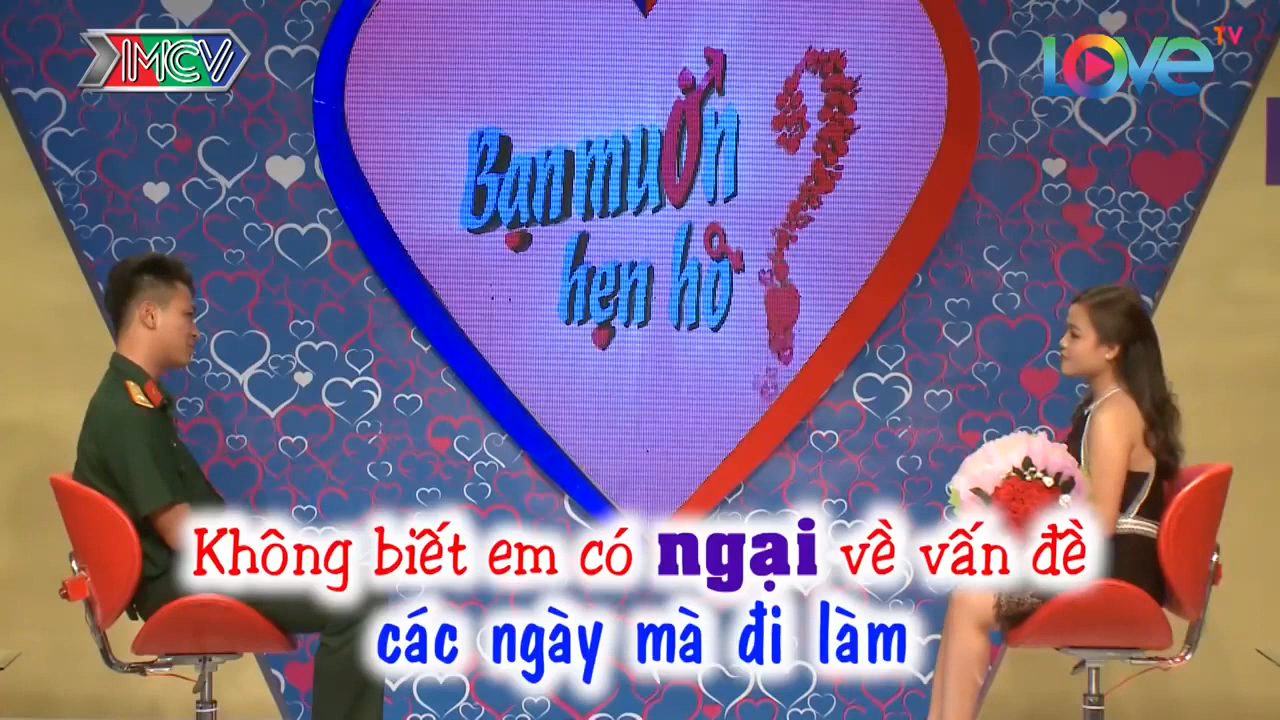 MCV
LOVE TV
Bạn muốn
hẹn hò ?
Không biết em có ngại về vấn đề
các ngày mà đi làm